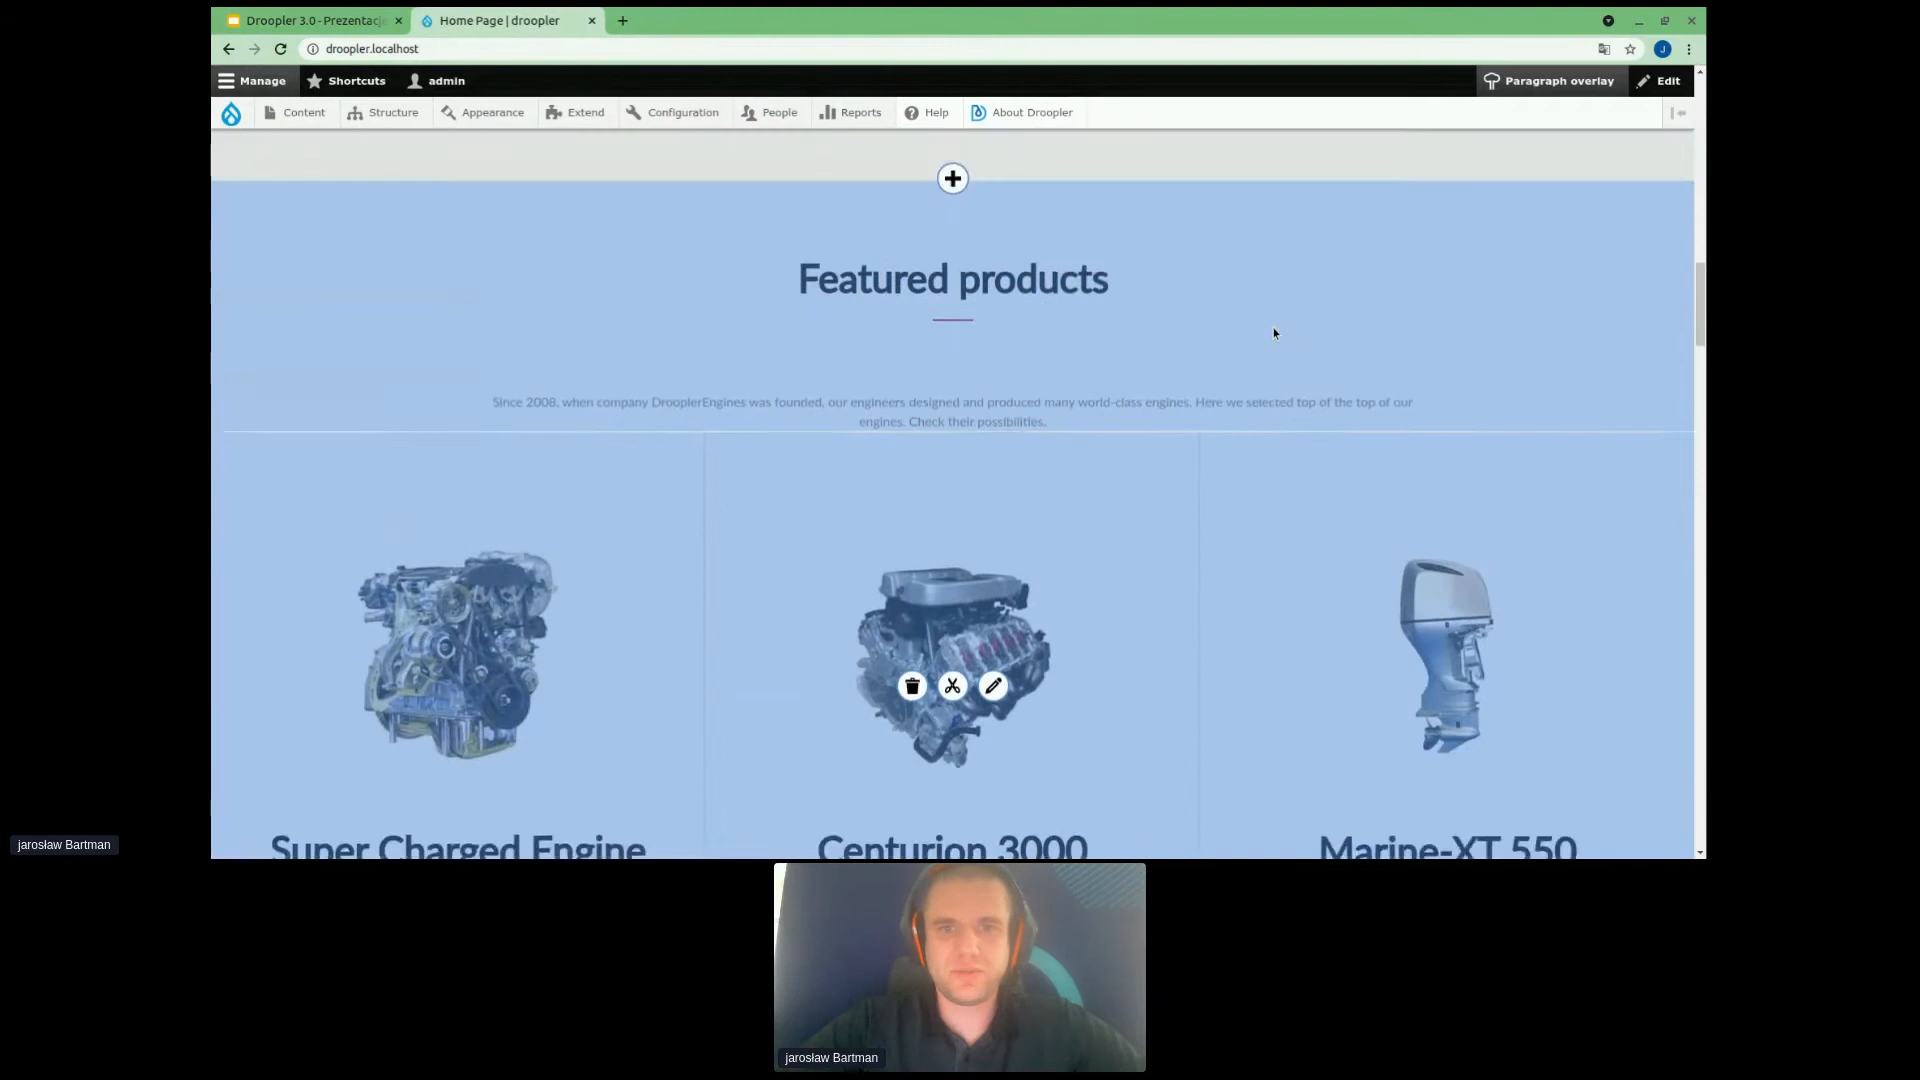 Droopler 3.0 - Prezentacje
Home Page | droopler
droopler.localhost
J
Manage
Shortcuts
admin
Paragraph overlay
Edit
Content
Structure
Appearance
Extend
Configuration
People
Reports
Help
About Droopler
Featured products
Since 2008, when company DrooplerEngines was founded, our engineers designed and produced many world-class engines. Here we selected top of the top of our
engines. Check their possibilities.
Super Charged Engine
Centurion 3000
Marine-XT 550
jarosław Bartman
jarosław Bartman